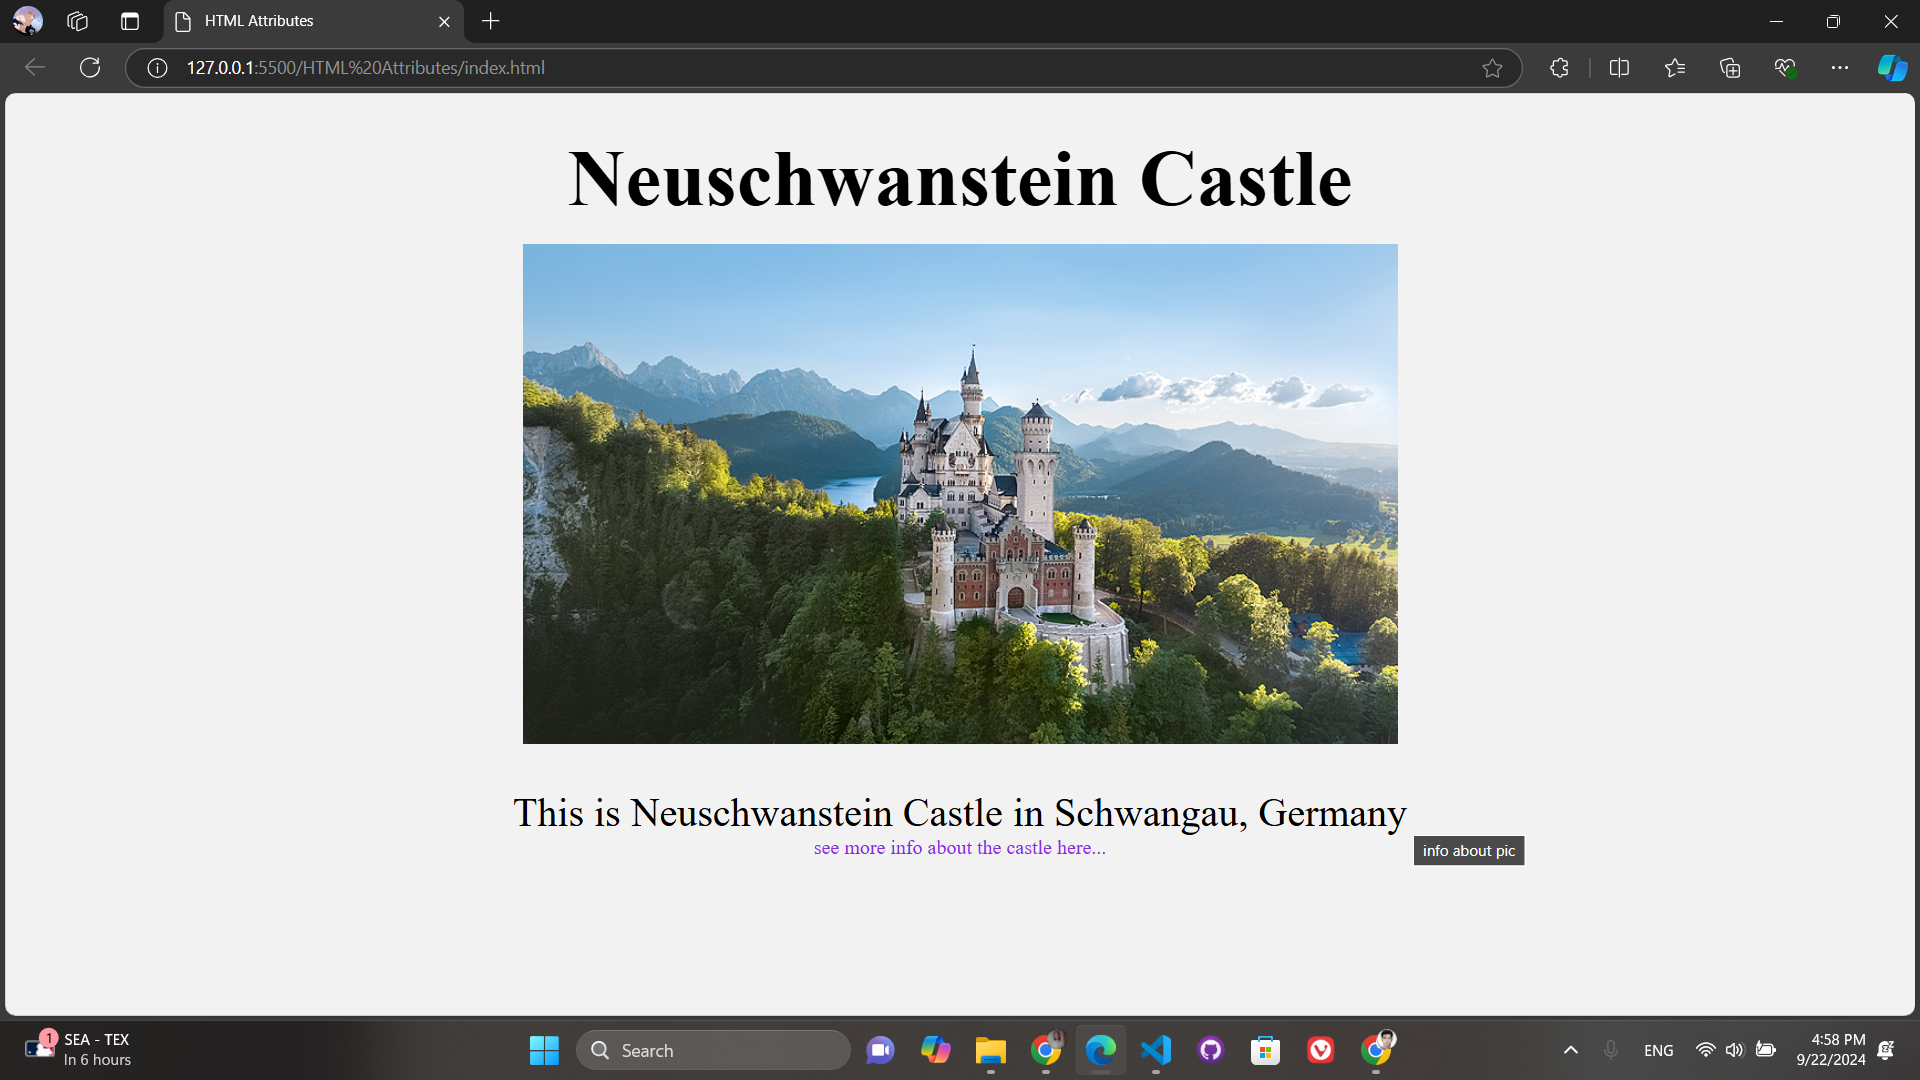 HTML Attributes
127.0.0.1:5500/HTML%20Attributes/index.html
Neuschwanstein Castle
This is Neuschwanstein Castle in Schwangau, Germany
see more info about the castle here...
info about pic
1
SEA - TEX
In 6 hours
Search
ENG
4:58 PM
9/22/2024